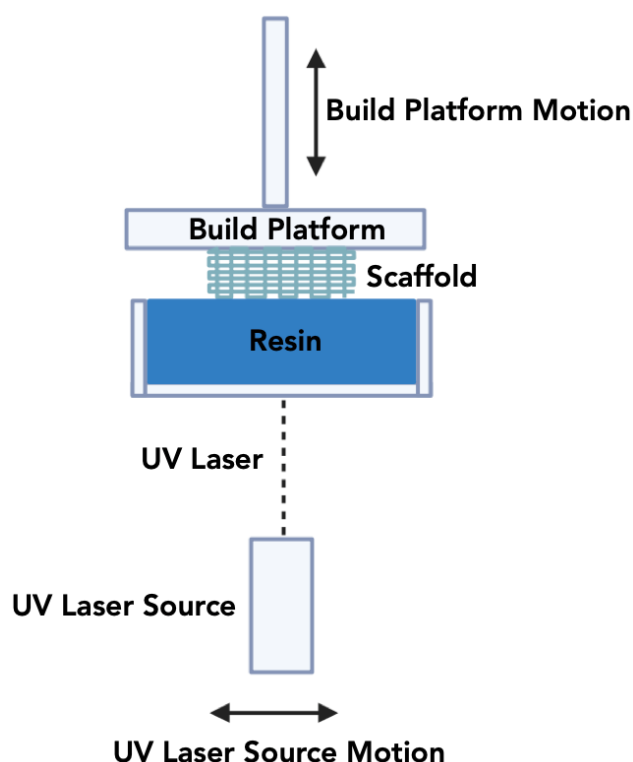 Build Platform Motion
Build Platform
Scaffold
Resin
UV Laser
UV Laser Source
UV Laser Source Motion